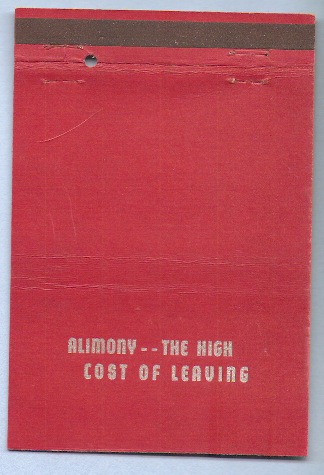 ALIMONY--THE HIGH
COST OF LEAVING